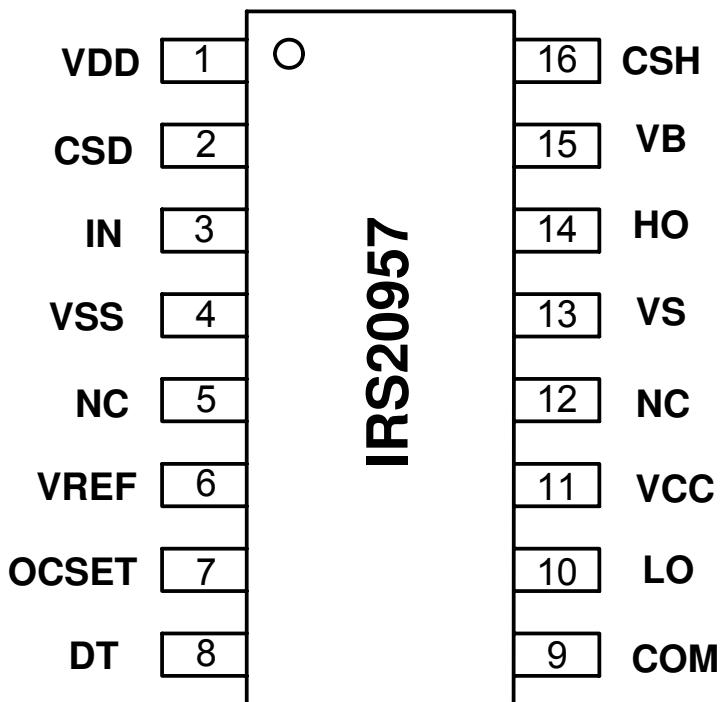 VDD 1 16 CSH
CSD 2 15 VB
IN 3 14 HO
VSS 4 13 VS
NC 5 12 NC
VREF 6 11 VCC
OCSET 7 10 LO
DT 8 9 COM
IRS20957